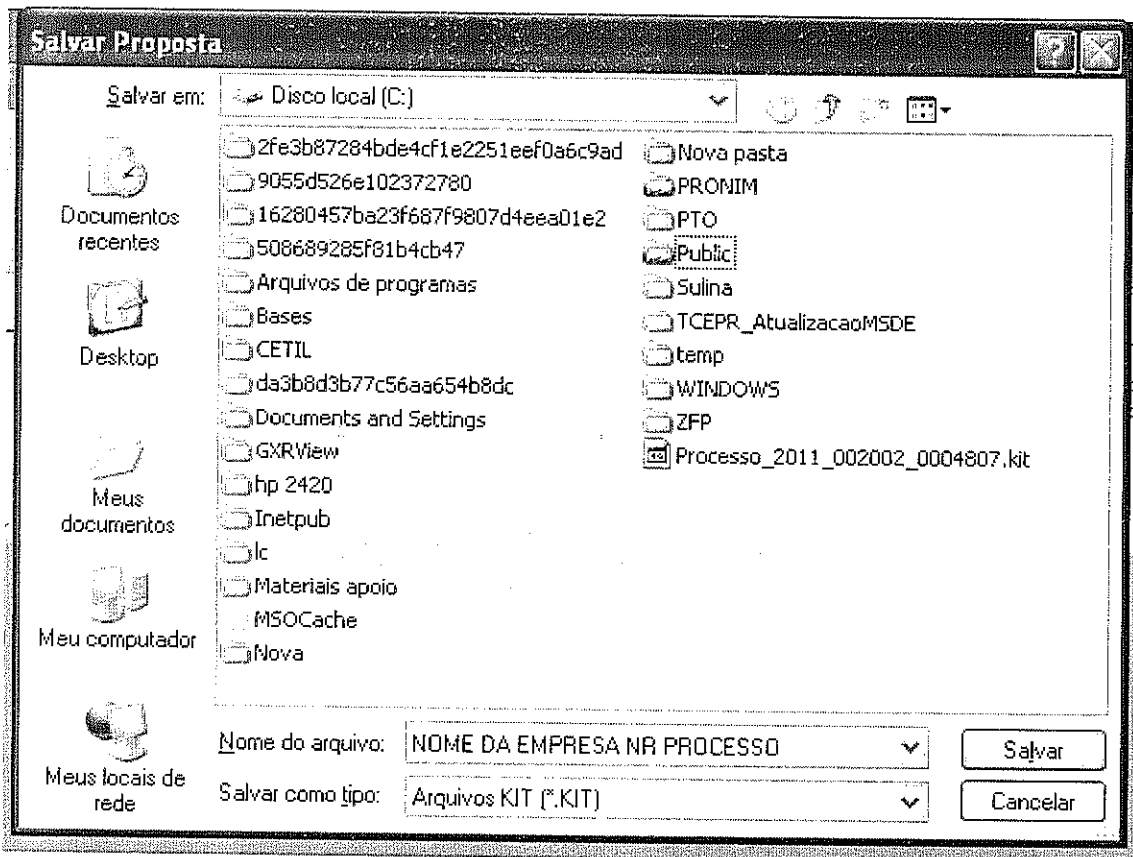 Salvar Proposta
Salvar em: Disco local (C:)
Documentos recentes
Desktop
Meus documentos
Meu computador
Meus locais de rede
2fe3b87284bde4cf1e2251eef0a6c9ad
9055d526e102372780
16280457ba23f687f9807d4eea01e2
508689285f81b4cb47
Arquivos de programas
Bases
CETIL
da3b8d3b77c56aa654b8dc
Documents and Settings
GXRView
hp 2420
Inetpub
lc
Materiais apoio
MSOCache
Nova
Nova pasta
PRONIM
PTO
Public
Sulina
TCEPR_AtualizacaoMSDE
temp
WINDOWS
ZFP
Processo_2011_002002_0004807.kit
Nome do arquivo: NOME DA EMPRESA NR PROCESSO Salvar
Salvar como tipo: Arquivos KIT (*.KIT) Cancelar